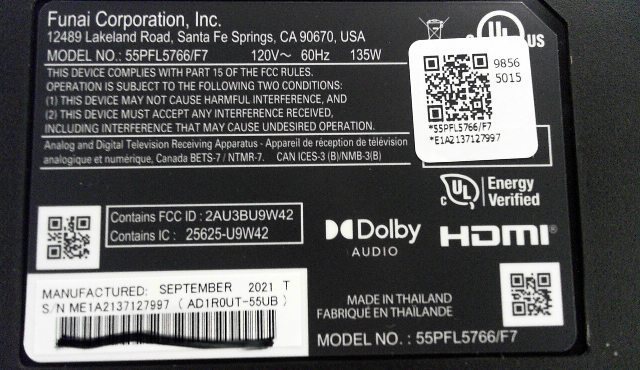 Funai Corporation, Inc.
12489 Lakeland Road, Santa Fe Springs, CA 90670, USA
MODEL NO: 55PFL5766/F7 120V~ 60Hz 135W
THIS DEVICE COMPLIES WITH PART 15 OF THE FCC RULES.
OPERATION IS SUBJECT TO THE FOLLOWING TWO CONDITIONS:
(1) THIS DEVICE MAY NOT CAUSE HARMFUL INTERFERENCE, AND
(2) THIS DEVICE MUST ACCEPT ANY INTERFERENCE RECEIVED,
INCLUDING INTERFERENCE THAT MAY CAUSE UNDESIRED OPERATION.
Analog and Digital Television Receiving Apparatus - Appareil de réception de télévision
analogique et numérique, Canada BETS-7 / NTMR-7. CAN ICES-3 (B)/NMB-3(B)
c UL US
9856
5015
*55PFL5766/F7
*E1A2137127997
c UL Energy
Verified
Contains FCC ID : 2AU3BU9W42
Contains IC : 25625-U9W42
Dolby
AUDIO
HDMI®
MANUFACTURED: SEPTEMBER 2021 T
S/N ME1A2137127997 ( AD1R0UT-55UB )
MADE IN THAILAND
FABRIQUÉ EN THAÏLANDE
MODEL NO. : 55PFL5766/F7